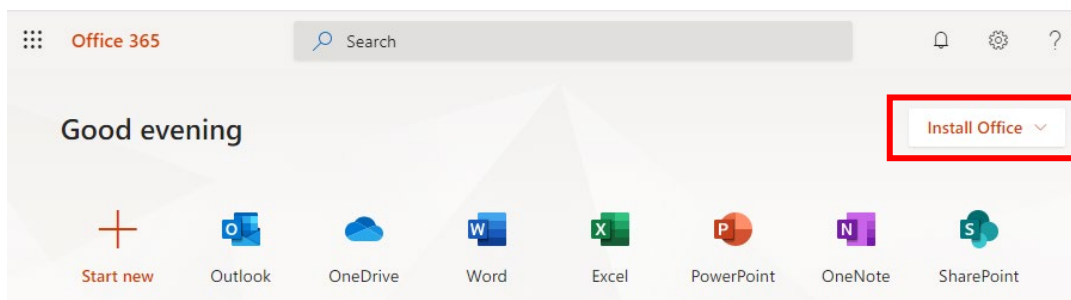 Office 365
Search
?
Good evening
Install Office
O
W
X
P
N
S
Start new
Outlook
OneDrive
Word
Excel
PowerPoint
OneNote
SharePoint